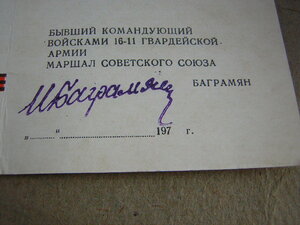 БЫВШИЙ КОМАНДУЮЩИЙ
ВОЙСКАМИ 16-11 ГВАРДЕЙСКОЙ
АРМИИ
МАРШАЛ СОВЕТСКОГО СОЮЗА
БАГРАМЯН
И Баграмян
„ “ 197 г.